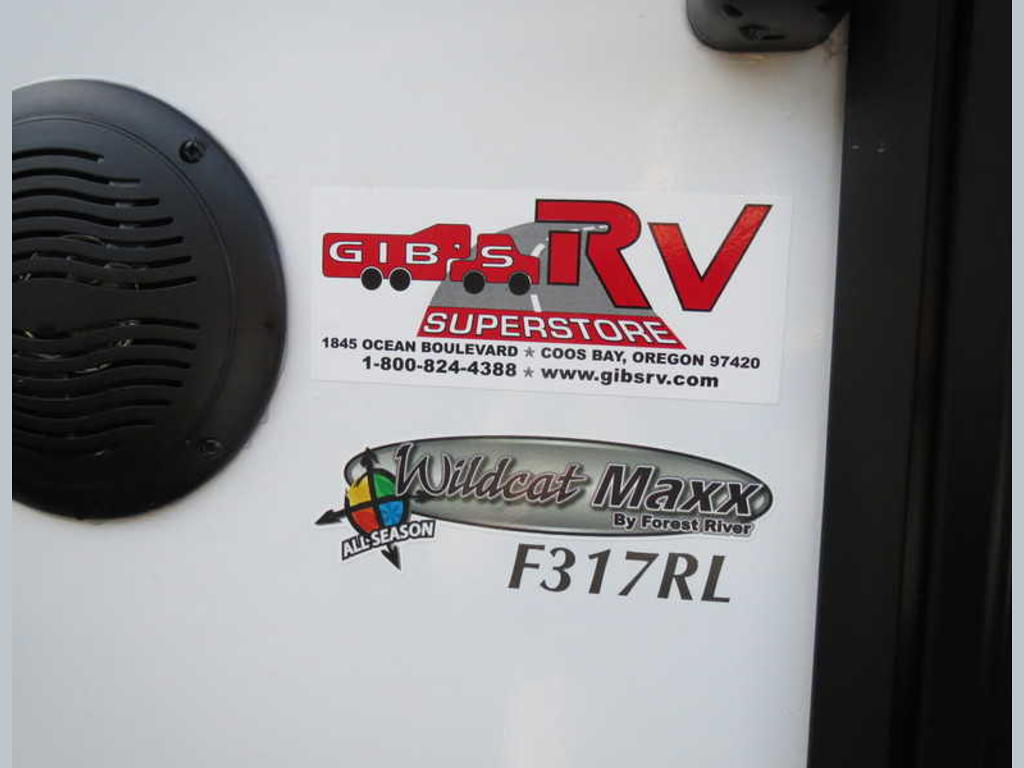 GIB'S RV
SUPERSTORE
1845 OCEAN BOULEVARD ★ COOS BAY, OREGON 97420
1-800-824-4388 ★ www.gibsrv.com
Wildcat Maxx
By Forest River
ALL-SEASON
F317RL